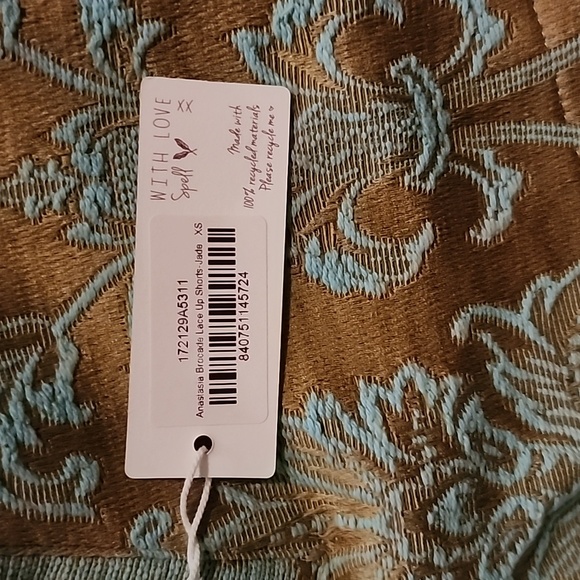 WITH LOVE
Spell
xx
Made with
100% recycled materials
Please recycle me
172129A5311
Anastasia Brocade Lace Up Shorts-Jade XS
840751145724